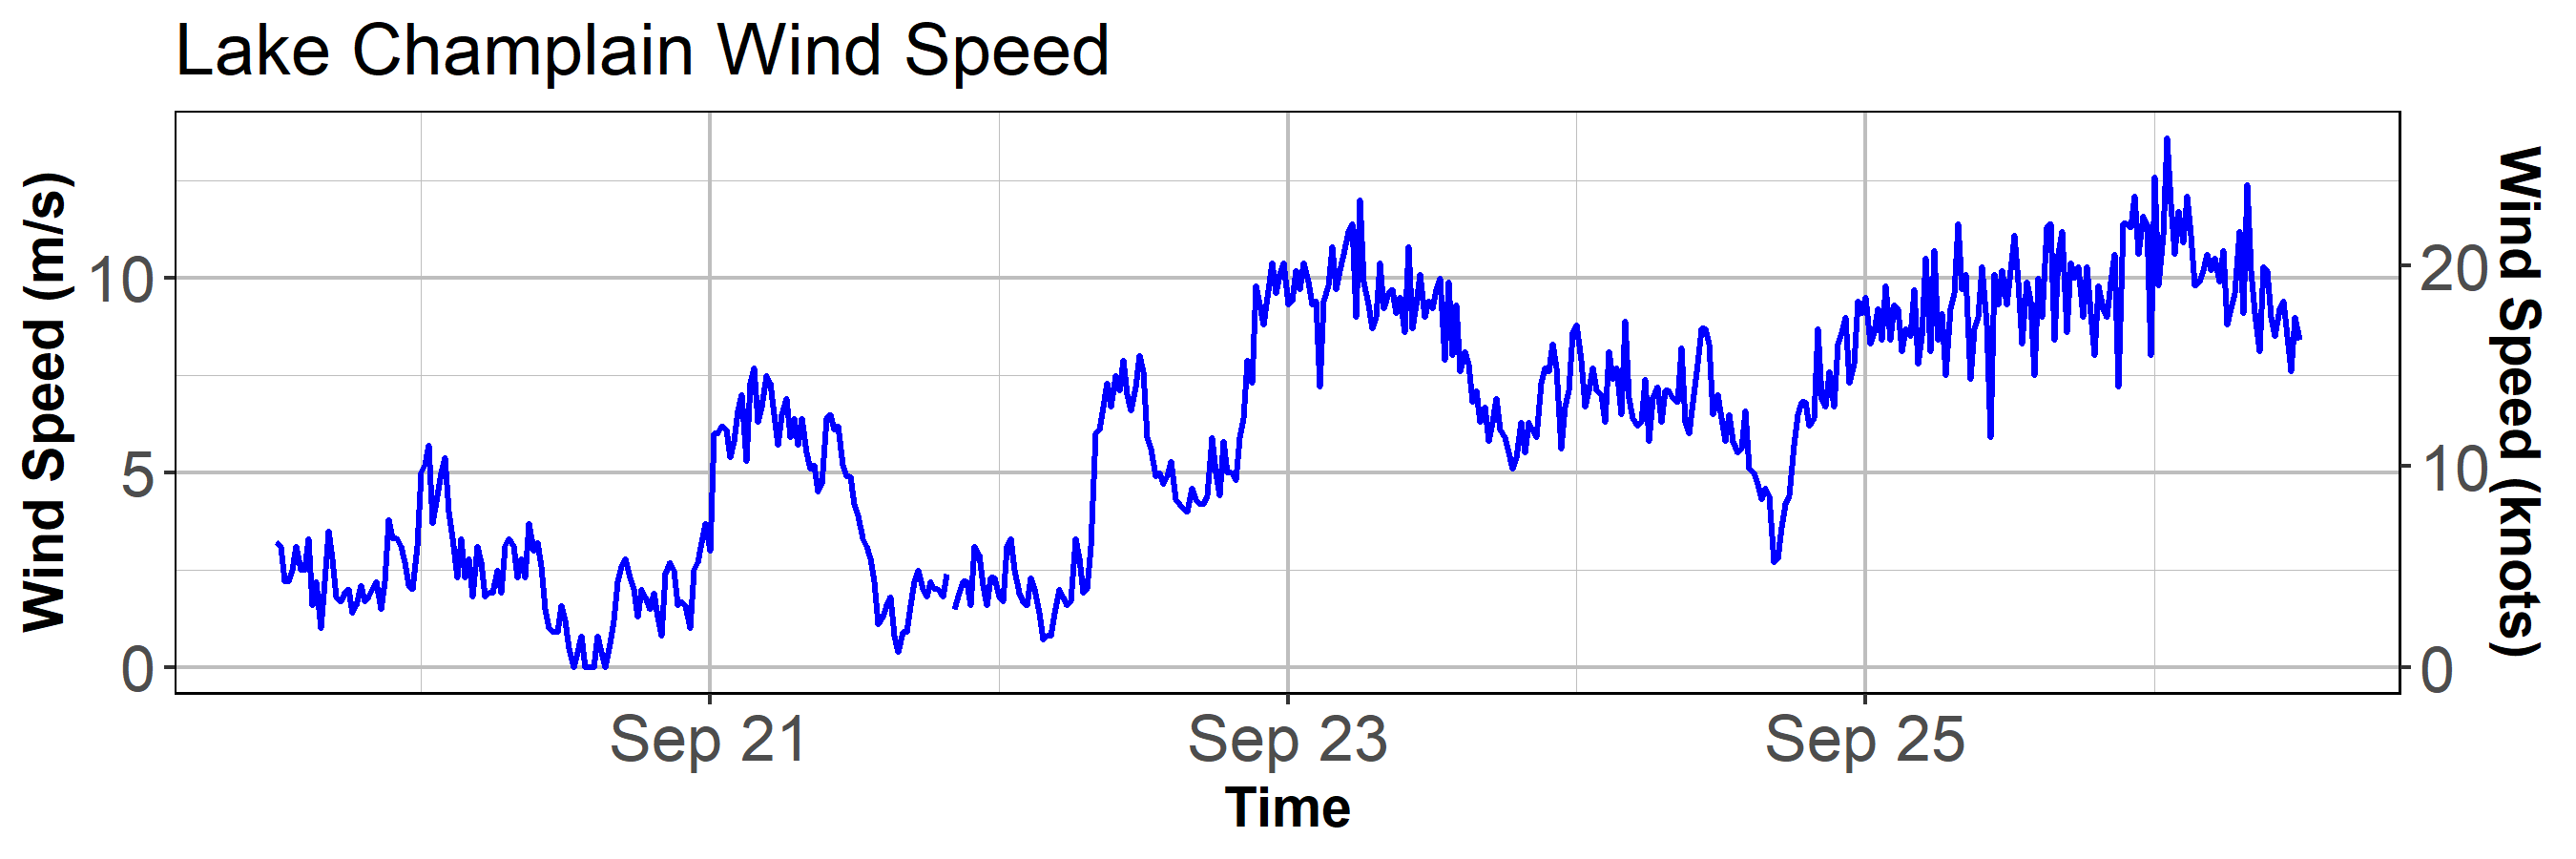 Lake Champlain Wind Speed
Wind Speed (m/s)
10
5
0
20
10
0
Wind Speed (knots)
Sep 21
Sep 23
Sep 25
Time